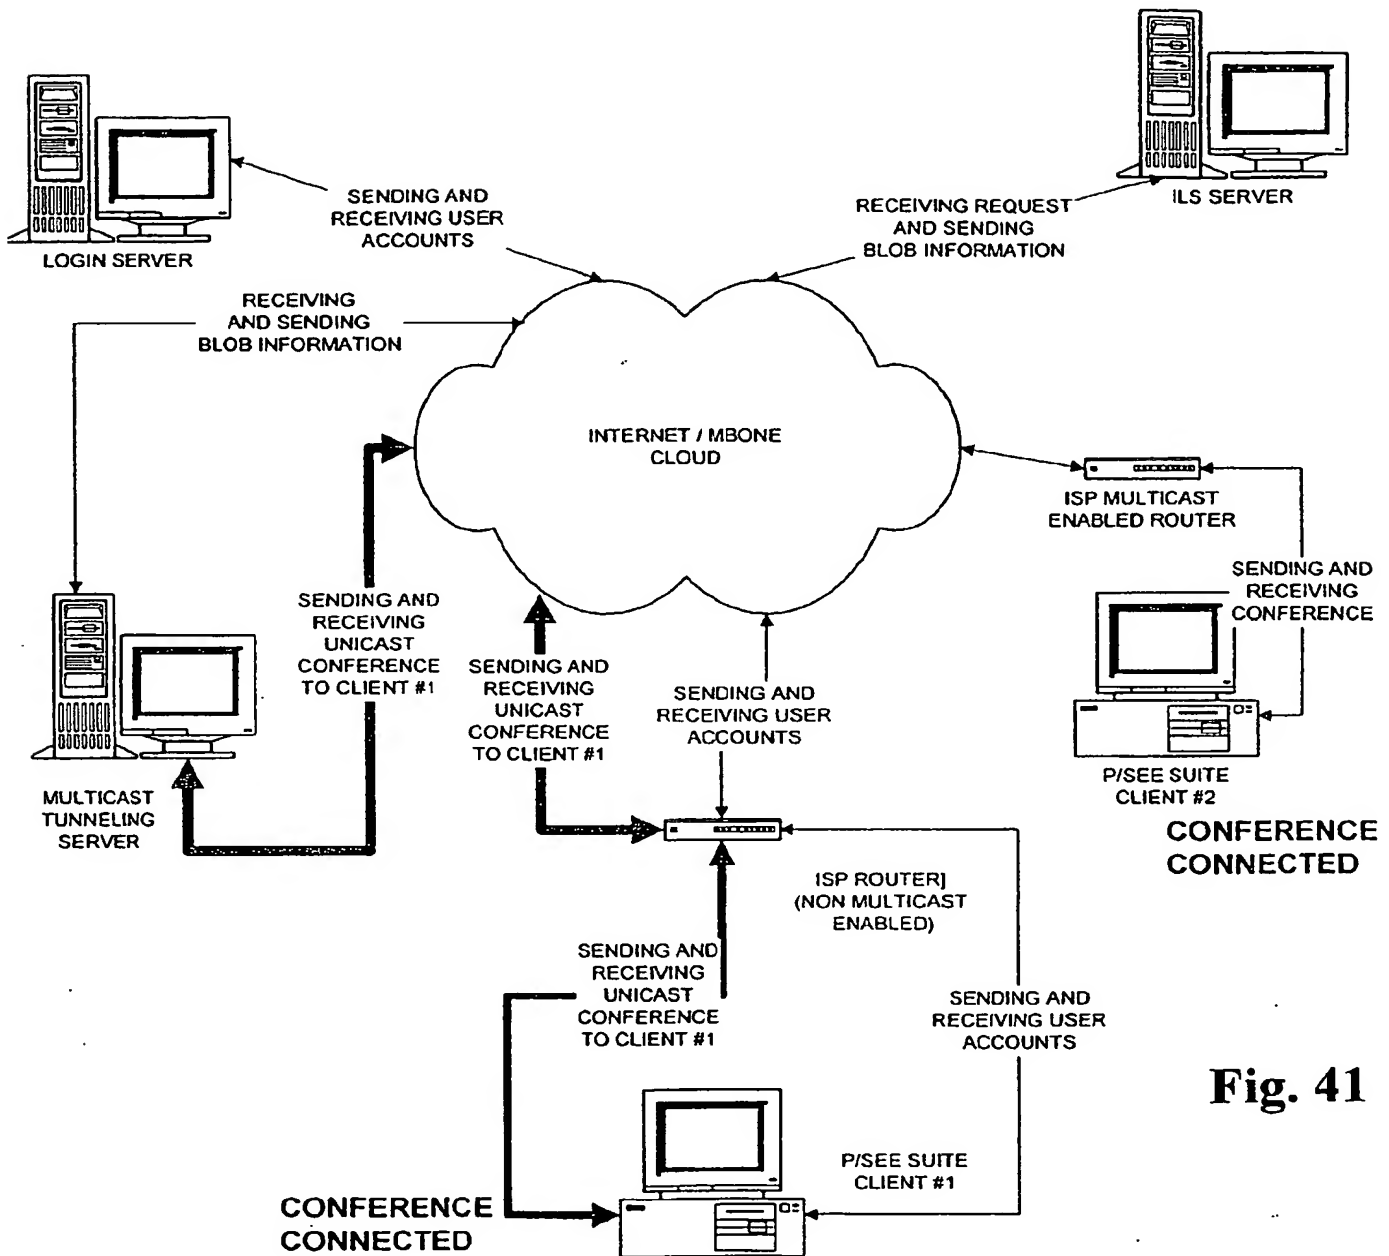 SENDING AND
RECEIVING USER
ACCOUNTS
LOGIN SERVER
RECEIVING REQUEST
AND SENDING
BLOB INFORMATION
ILS SERVER
RECEIVING
AND SENDING
BLOB INFORMATION
INTERNET / MBONE
CLOUD
ISP MULTICAST
ENABLED ROUTER
SENDING AND
RECEIVING
CONFERENCE
P/SEE SUITE
CLIENT #2
CONFERENCE
CONNECTED
SENDING AND
RECEIVING
UNICAST
CONFERENCE
TO CLIENT #1
MULTICAST
TUNNELING
SERVER
SENDING AND
RECEIVING
UNICAST
CONFERENCE
TO CLIENT #1
SENDING AND
RECEIVING USER
ACCOUNTS
ISP ROUTER]
(NON MULTICAST
ENABLED)
SENDING AND
RECEIVING
UNICAST
CONFERENCE
TO CLIENT #1
SENDING AND
RECEIVING USER
ACCOUNTS
P/SEE SUITE
CLIENT #1
CONFERENCE
CONNECTED
Fig. 41